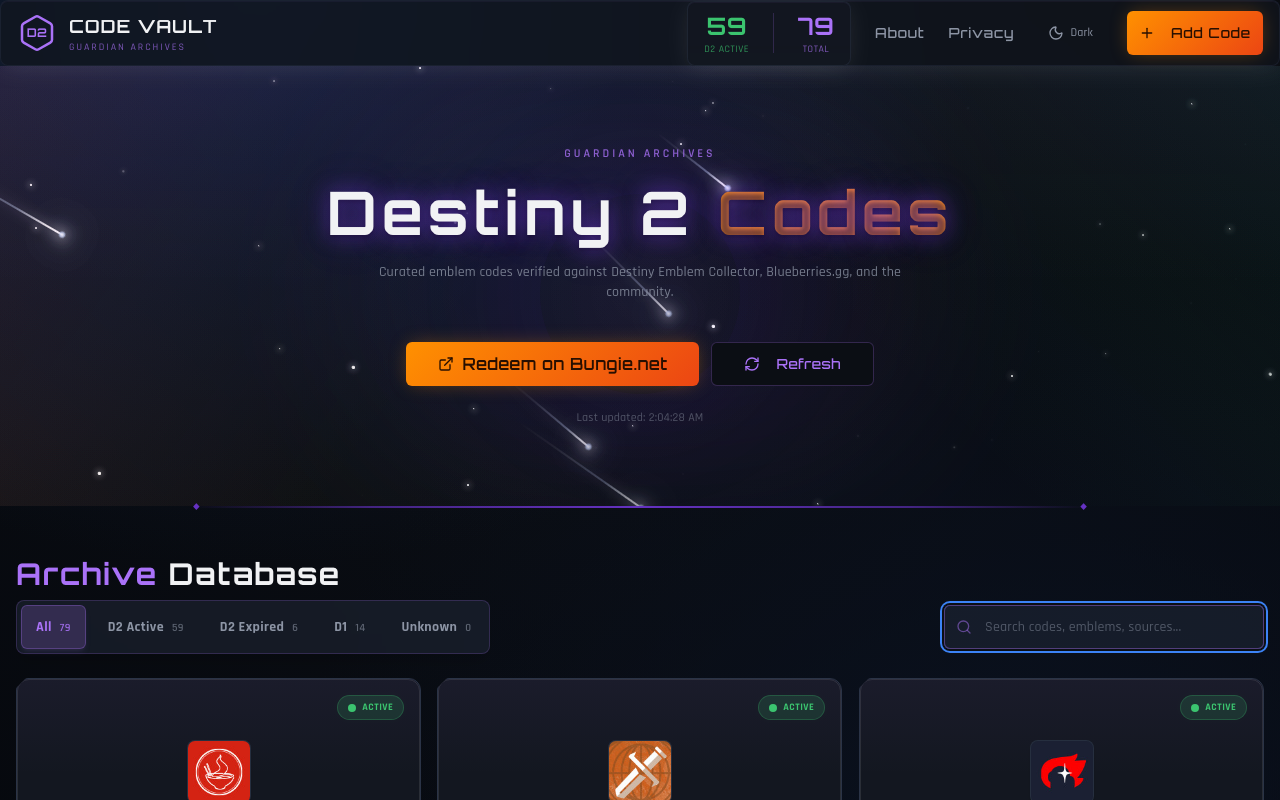 D2
CODE VAULT
GUARDIAN ARCHIVES
59
D2 ACTIVE
79
TOTAL
About
Privacy
Dark
Add Code
GUARDIAN ARCHIVES
Destiny 2 Codes
Curated emblem codes verified against Destiny Emblem Collector, Blueberries.gg, and the
community.
Redeem on Bungie.net
Refresh
Last updated: 2:04:28 AM
Archive Database
All 79
D2 Active 59
D2 Expired 6
D1 14
Unknown 0
Search codes, emblems, sources...
ACTIVE
ACTIVE
ACTIVE